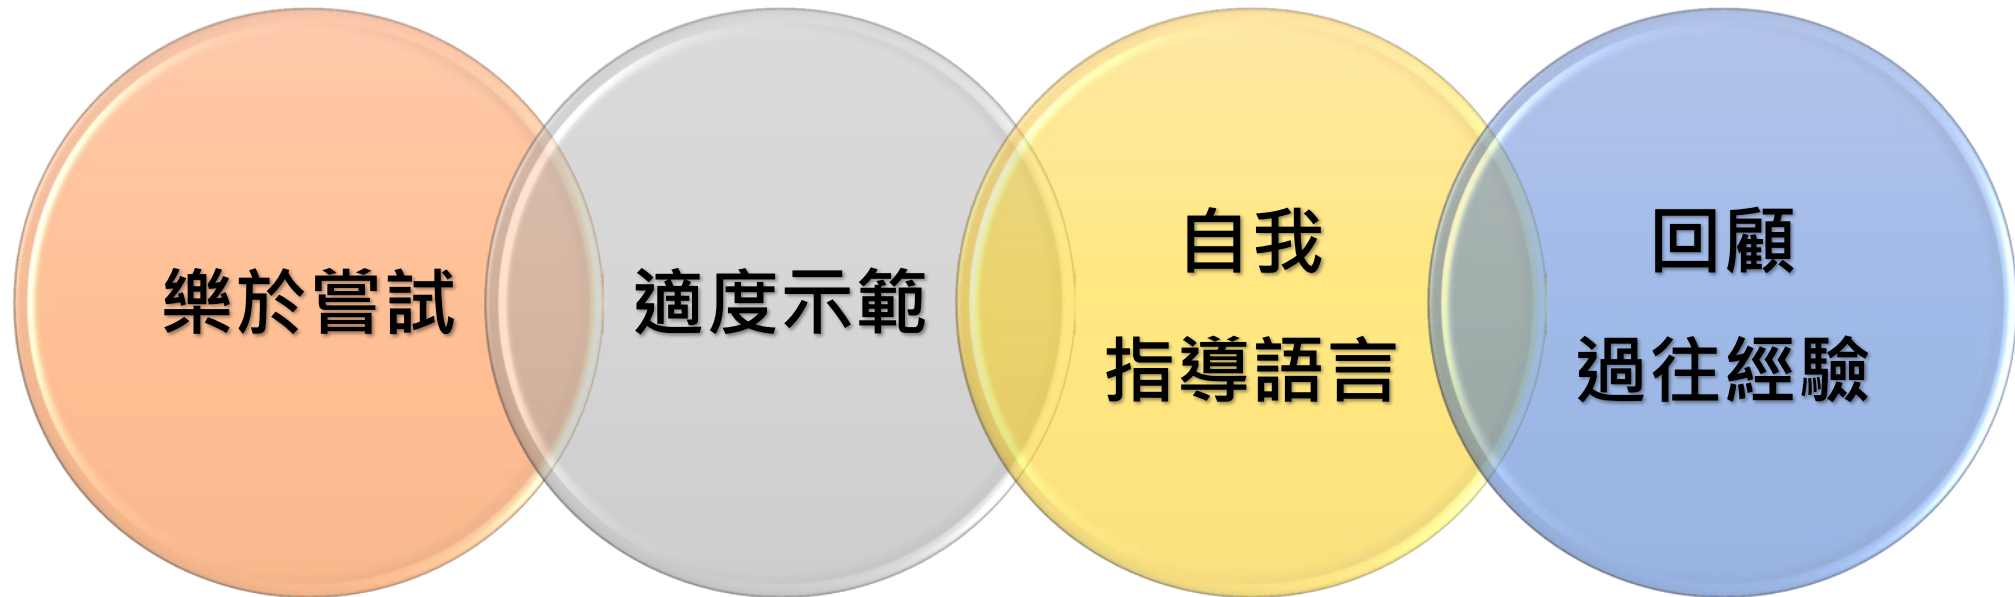 樂於嘗試
適度示範
自我
指導語言
回顧
過往經驗